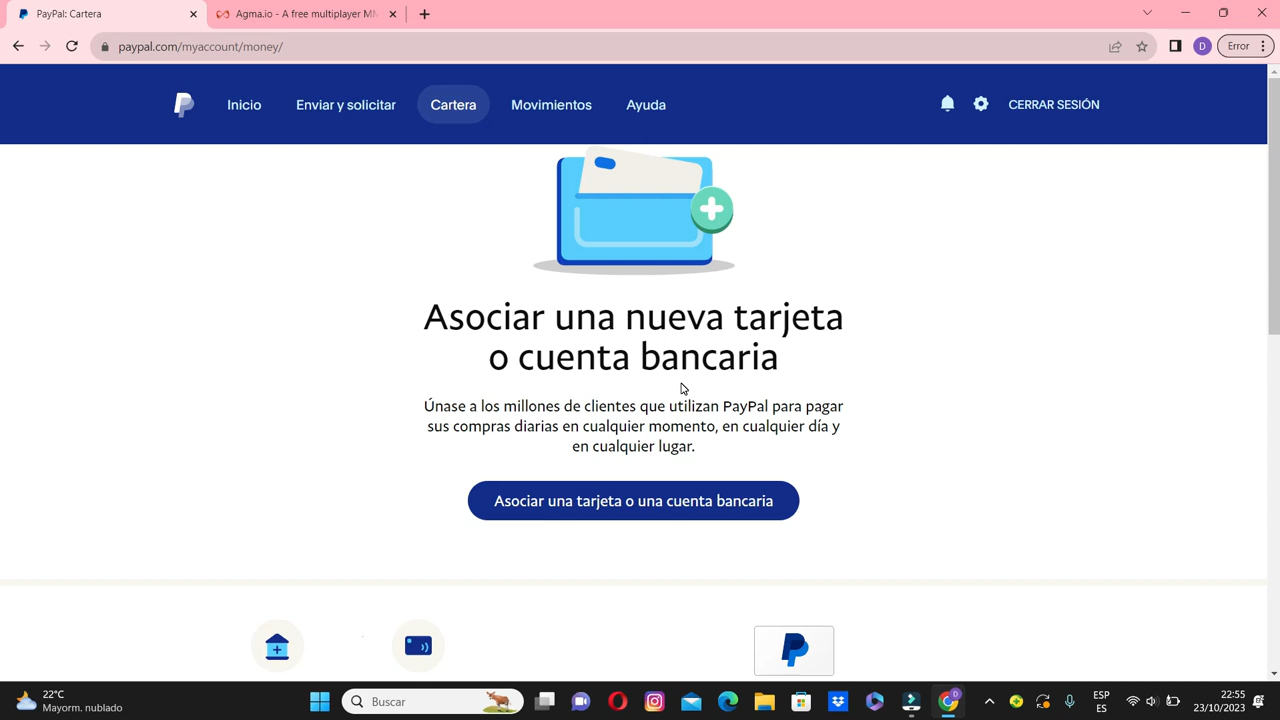 PayPal: Cartera
Agma.io - A free multiplayer MM
paypal.com/myaccount/money/
D
Error
Inicio
Enviar y solicitar
Cartera
Movimientos
Ayuda
CERRAR SESIÓN
Asociar una nueva tarjeta
o cuenta bancaria
Únase a los millones de clientes que utilizan PayPal para pagar
sus compras diarias en cualquier momento, en cualquier día y
en cualquier lugar.
Asociar una tarjeta o una cuenta bancaria
22°C
Mayorm. nublado
Buscar
ESP
ES
22:55
23/10/2023